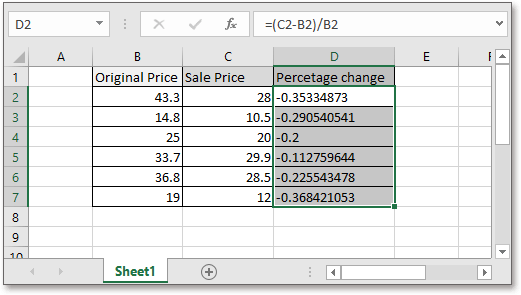 D2 fx =(C2-B2)/B2
A B C D E F
1 Original Price Sale Price Percetage change
2 43.3 28 -0.35334873
3 14.8 10.5 -0.290540541
4 25 20 -0.2
5 33.7 29.9 -0.112759644
6 36.8 28.5 -0.225543478
7 19 12 -0.368421053
8
9
10
Sheet1